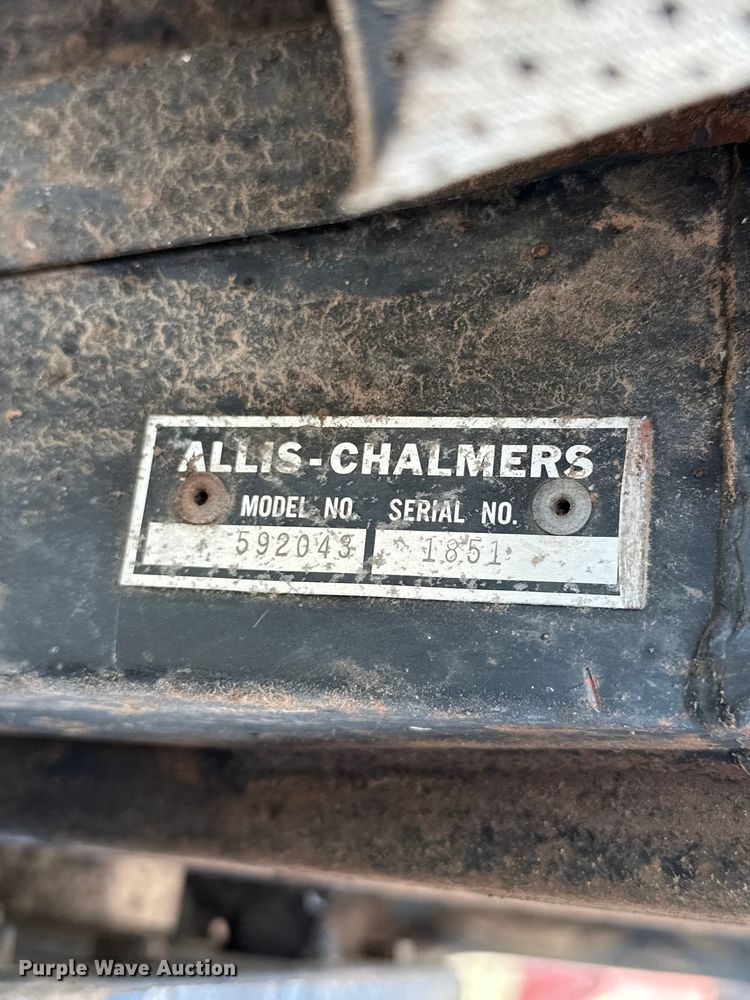 ALLIS-CHALMERS
MODEL NO. SERIAL NO.
592043 1851
Purple Wave Auction